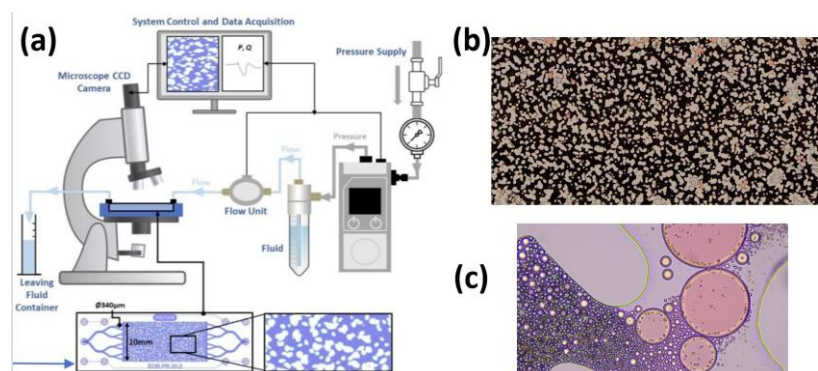 (a)
System Control and Data Acquisition
P, Q
Pressure Supply
Microscope CCD
Camera
Pressure
Flow
Flow
Flow Unit
Fluid
Leaving
Fluid
Container
Ø340µm
10mm
(b)
(c)